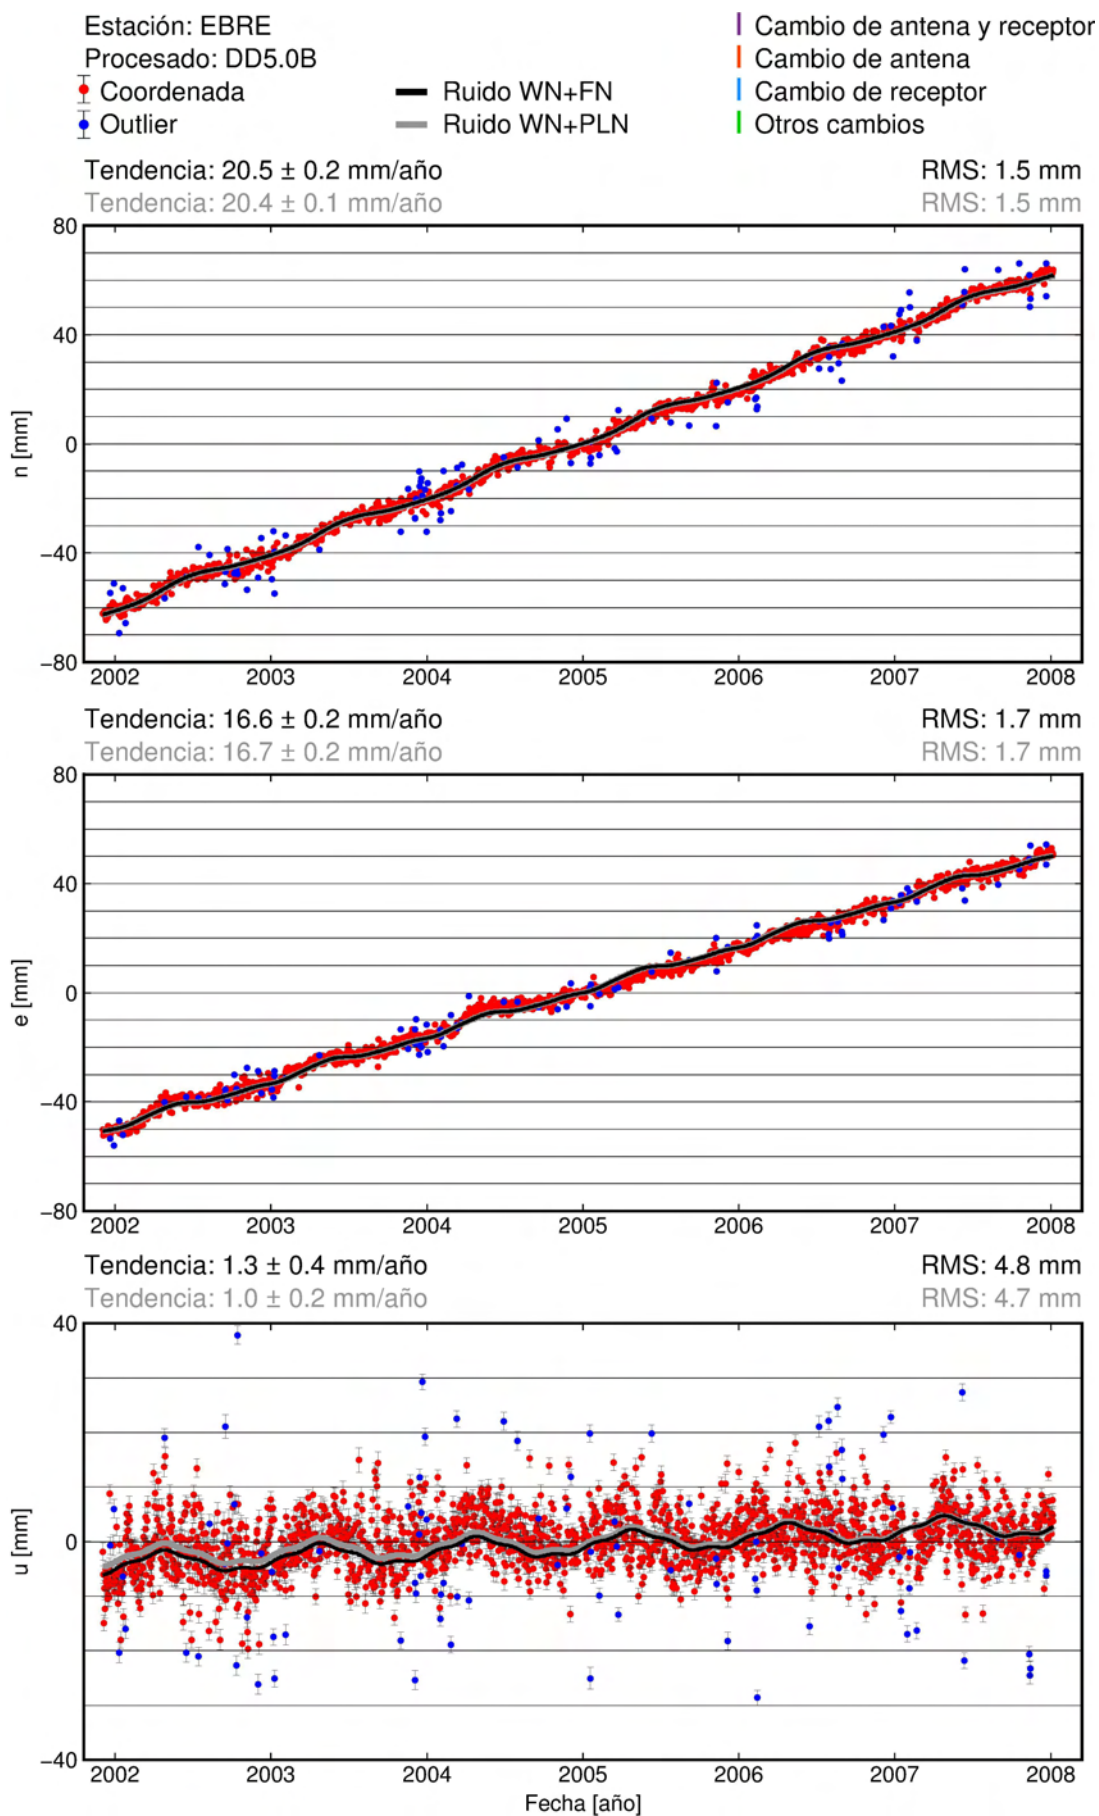 Estación: EBRE
Procesado: DD5.0B
Coordenada
Outlier
Ruido WN+FN
Ruido WN+PLN
Cambio de antena y receptor
Cambio de antena
Cambio de receptor
Otros cambios
Tendencia: 20.5 ± 0.2 mm/año RMS: 1.5 mm
Tendencia: 20.4 ± 0.1 mm/año RMS: 1.5 mm
80
40
0
−40
−80
n [mm]
2002 2003 2004 2005 2006 2007 2008
Tendencia: 16.6 ± 0.2 mm/año RMS: 1.7 mm
Tendencia: 16.7 ± 0.2 mm/año RMS: 1.7 mm
80
40
0
−40
−80
e [mm]
2002 2003 2004 2005 2006 2007 2008
Tendencia: 1.3 ± 0.4 mm/año RMS: 4.8 mm
Tendencia: 1.0 ± 0.2 mm/año RMS: 4.7 mm
40
0
−40
u [mm]
2002 2003 2004 2005 2006 2007 2008
Fecha [año]